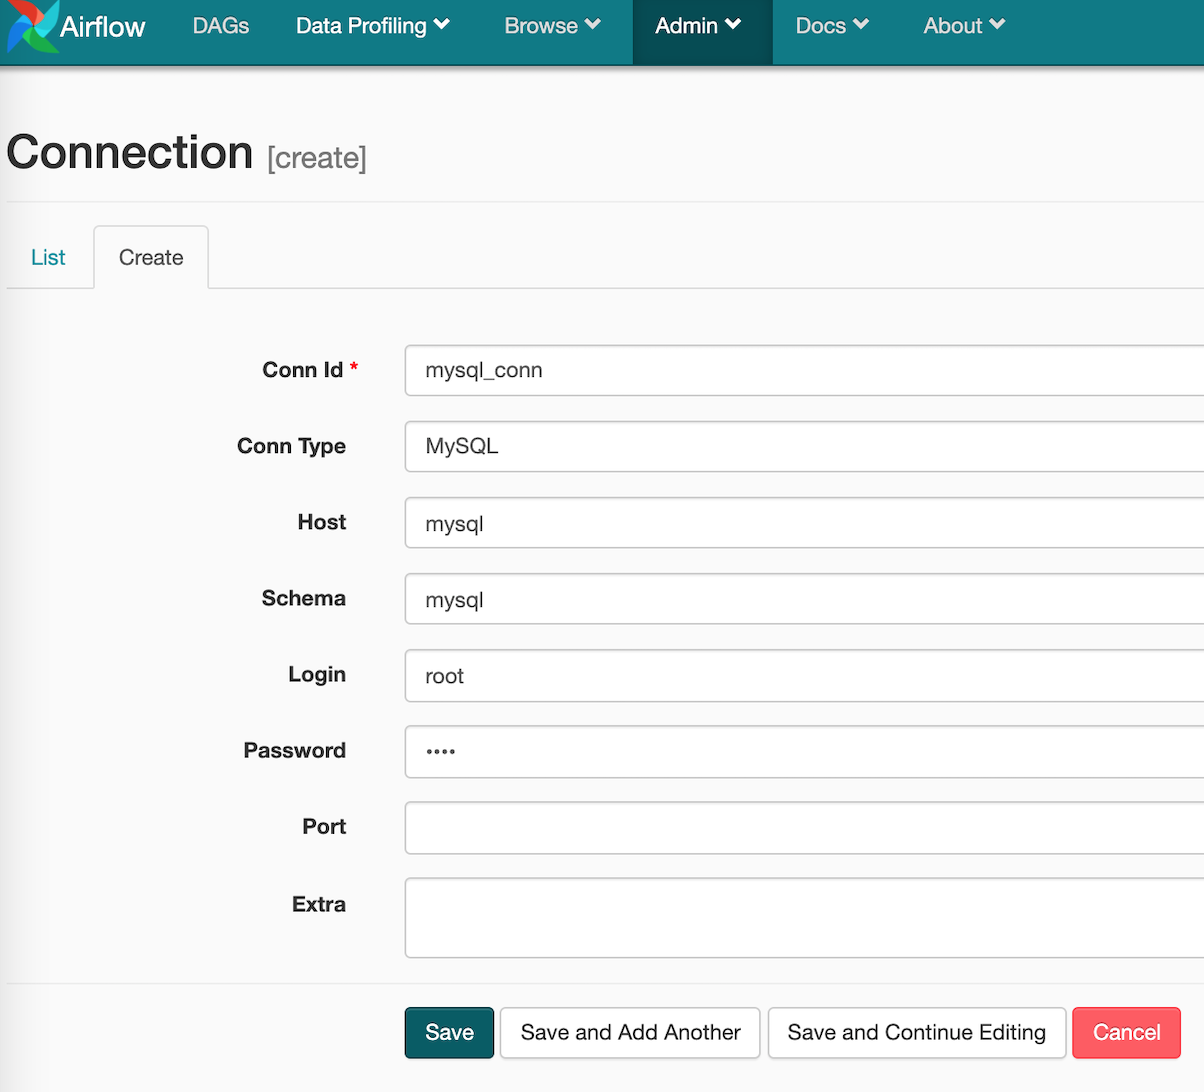 Airflow DAGs Data Profiling Browse Admin Docs About
Connection [create]
List Create
Conn Id * mysql_conn
Conn Type MySQL
Host mysql
Schema mysql
Login root
Password ••••
Port
Extra
Save Save and Add Another Save and Continue Editing Cancel